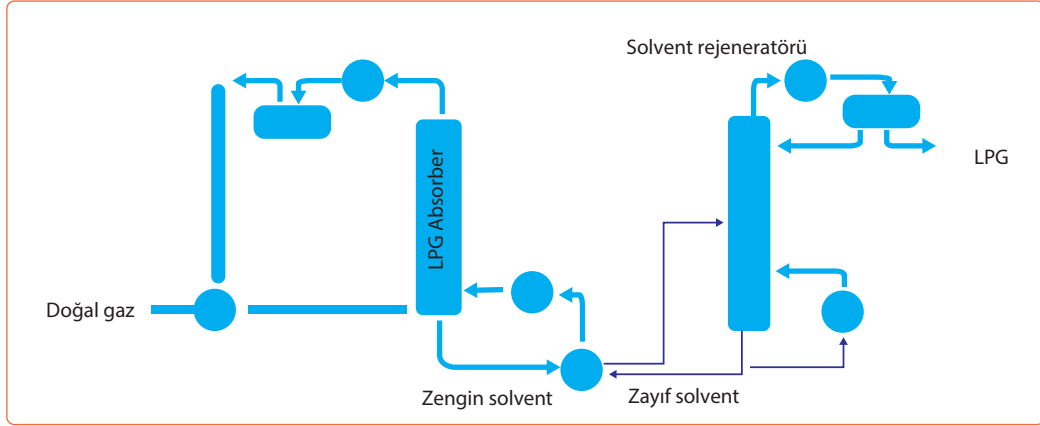 Solvent rejeneratörü
LPG Absorber
LPG
Doğal gaz
Zengin solvent
Zayıf solvent